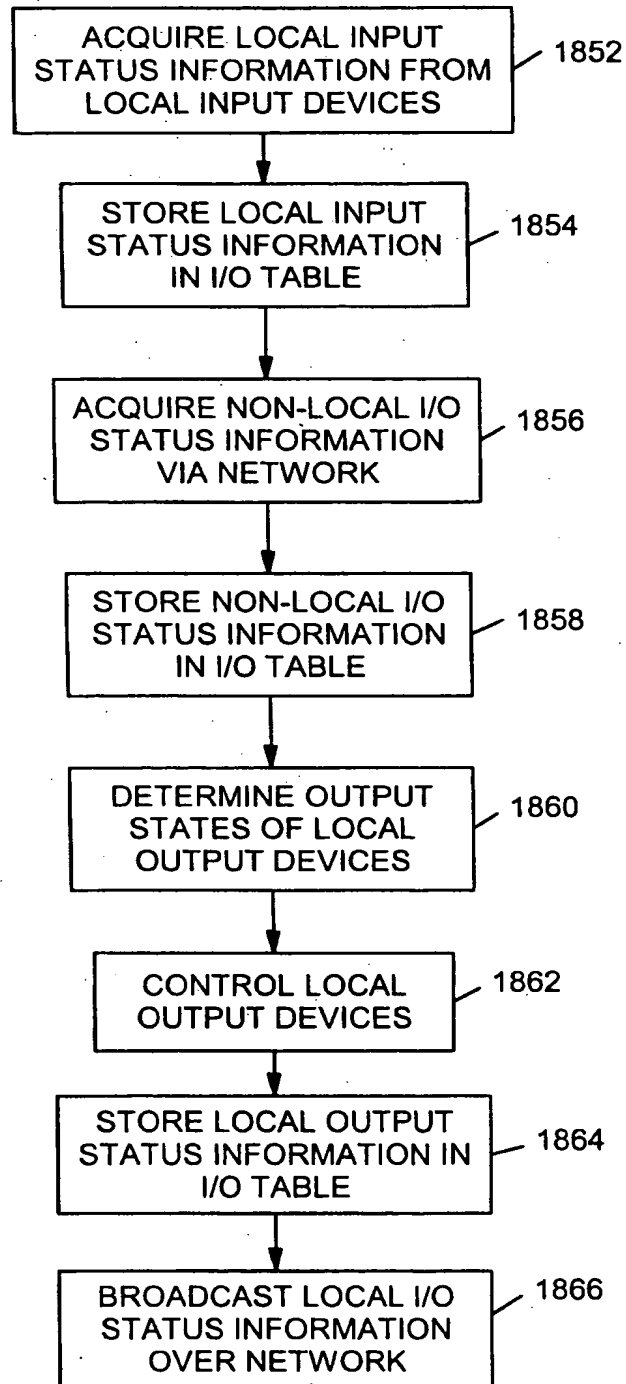 ACQUIRE LOCAL INPUT
STATUS INFORMATION FROM
LOCAL INPUT DEVICES
1852
STORE LOCAL INPUT
STATUS INFORMATION
IN I/O TABLE
1854
ACQUIRE NON-LOCAL I/O
STATUS INFORMATION
VIA NETWORK
1856
STORE NON-LOCAL I/O
STATUS INFORMATION
IN I/O TABLE
1858
DETERMINE OUTPUT
STATES OF LOCAL
OUTPUT DEVICES
1860
CONTROL LOCAL
OUTPUT DEVICES
1862
STORE LOCAL OUTPUT
STATUS INFORMATION IN
I/O TABLE
1864
BROADCAST LOCAL I/O
STATUS INFORMATION
OVER NETWORK
1866